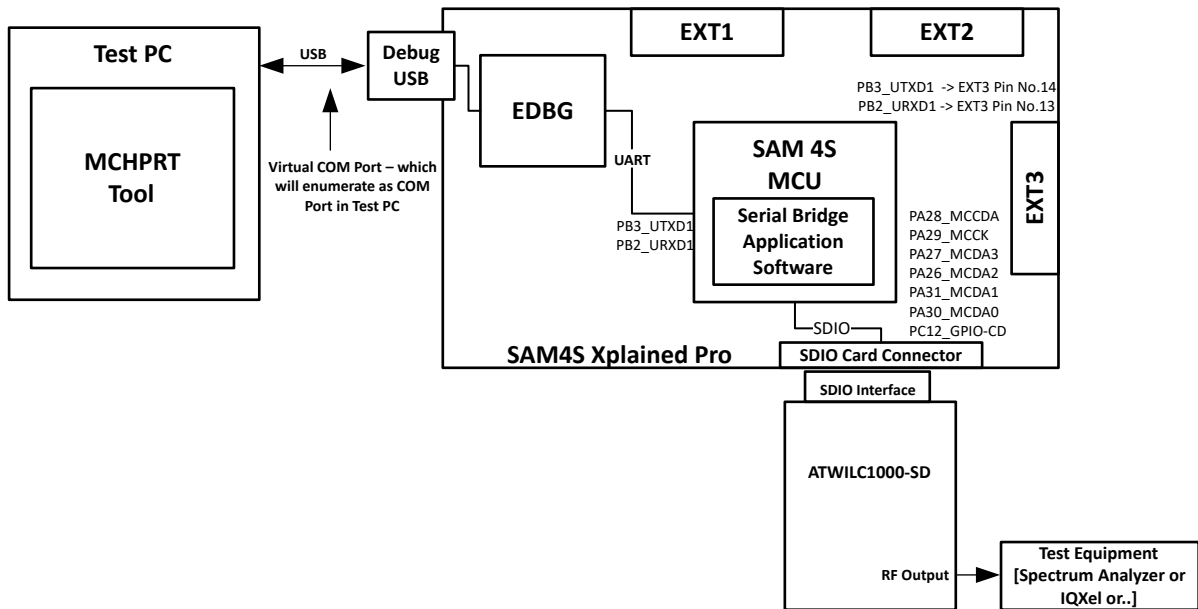 Test PC
MCHPRT
Tool
USB
Virtual COM Port – which
will enumerate as COM
Port in Test PC
Debug
USB
EDBG
UART
EXT1
EXT2
PB3_UTXD1 -> EXT3 Pin No.14
PB2_URXD1 -> EXT3 Pin No.13
EXT3
SAM 4S
MCU
Serial Bridge
Application
Software
PB3_UTXD1
PB2_URXD1
PA28_MCCDA
PA29_MCCK
PA27_MCDA3
PA26_MCDA2
PA31_MCDA1
PA30_MCDA0
PC12_GPIO-CD
SDIO
SAM4S Xplained Pro
SDIO Card Connector
SDIO Interface
ATWILC1000-SD
RF Output
Test Equipment
[Spectrum Analyzer or
IQXel or..]